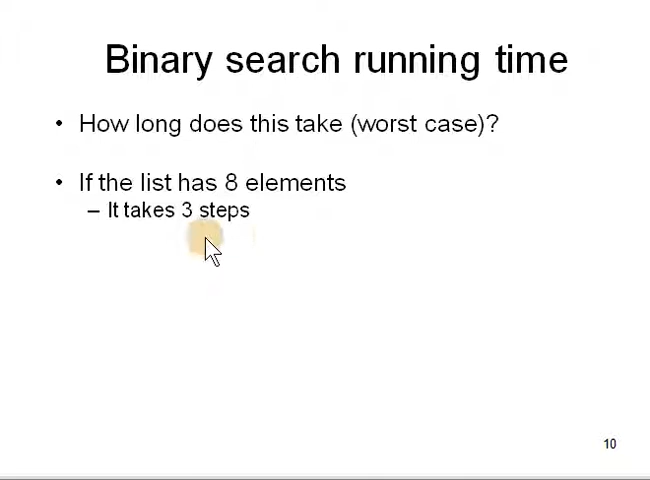 Binary search running time
• How long does this take (worst case)?
• If the list has 8 elements
– It takes 3 steps
10